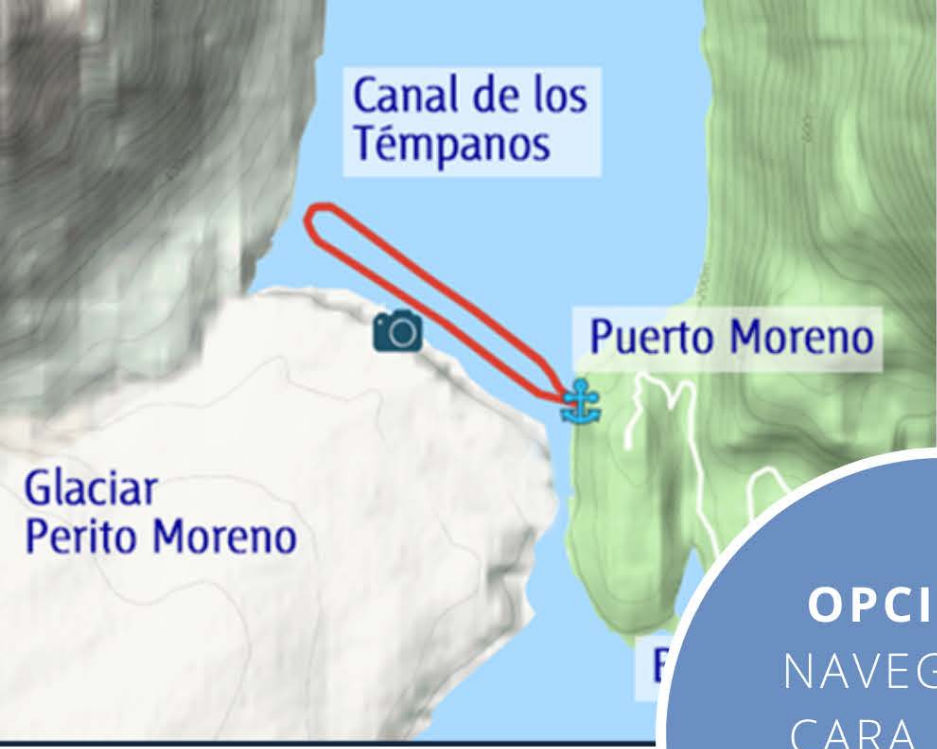 Canal de los
Témpanos
Puerto Moreno
Glaciar
Perito Moreno
OPCI
NAVEG
CARA